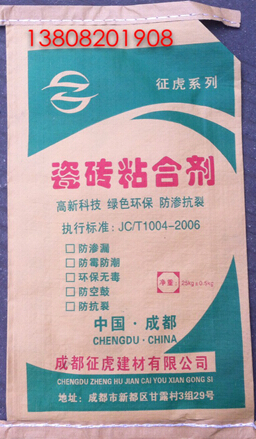 13808201908
征虎系列
瓷砖粘合剂
高新科技 绿色环保 防渗抗裂
执行标准: JC/T1004-2006
防渗漏
防霉防潮
环保无毒
防空鼓
防抗裂
净重: 25kg±0.5kg
中国·成都
CHENGDU·CHINA
成都征虎建材有限公司
CHENGDU ZHENG HU JIAN CAI YOU XIAN GONG SI
地址: 成都市新都区甘露村3组29号